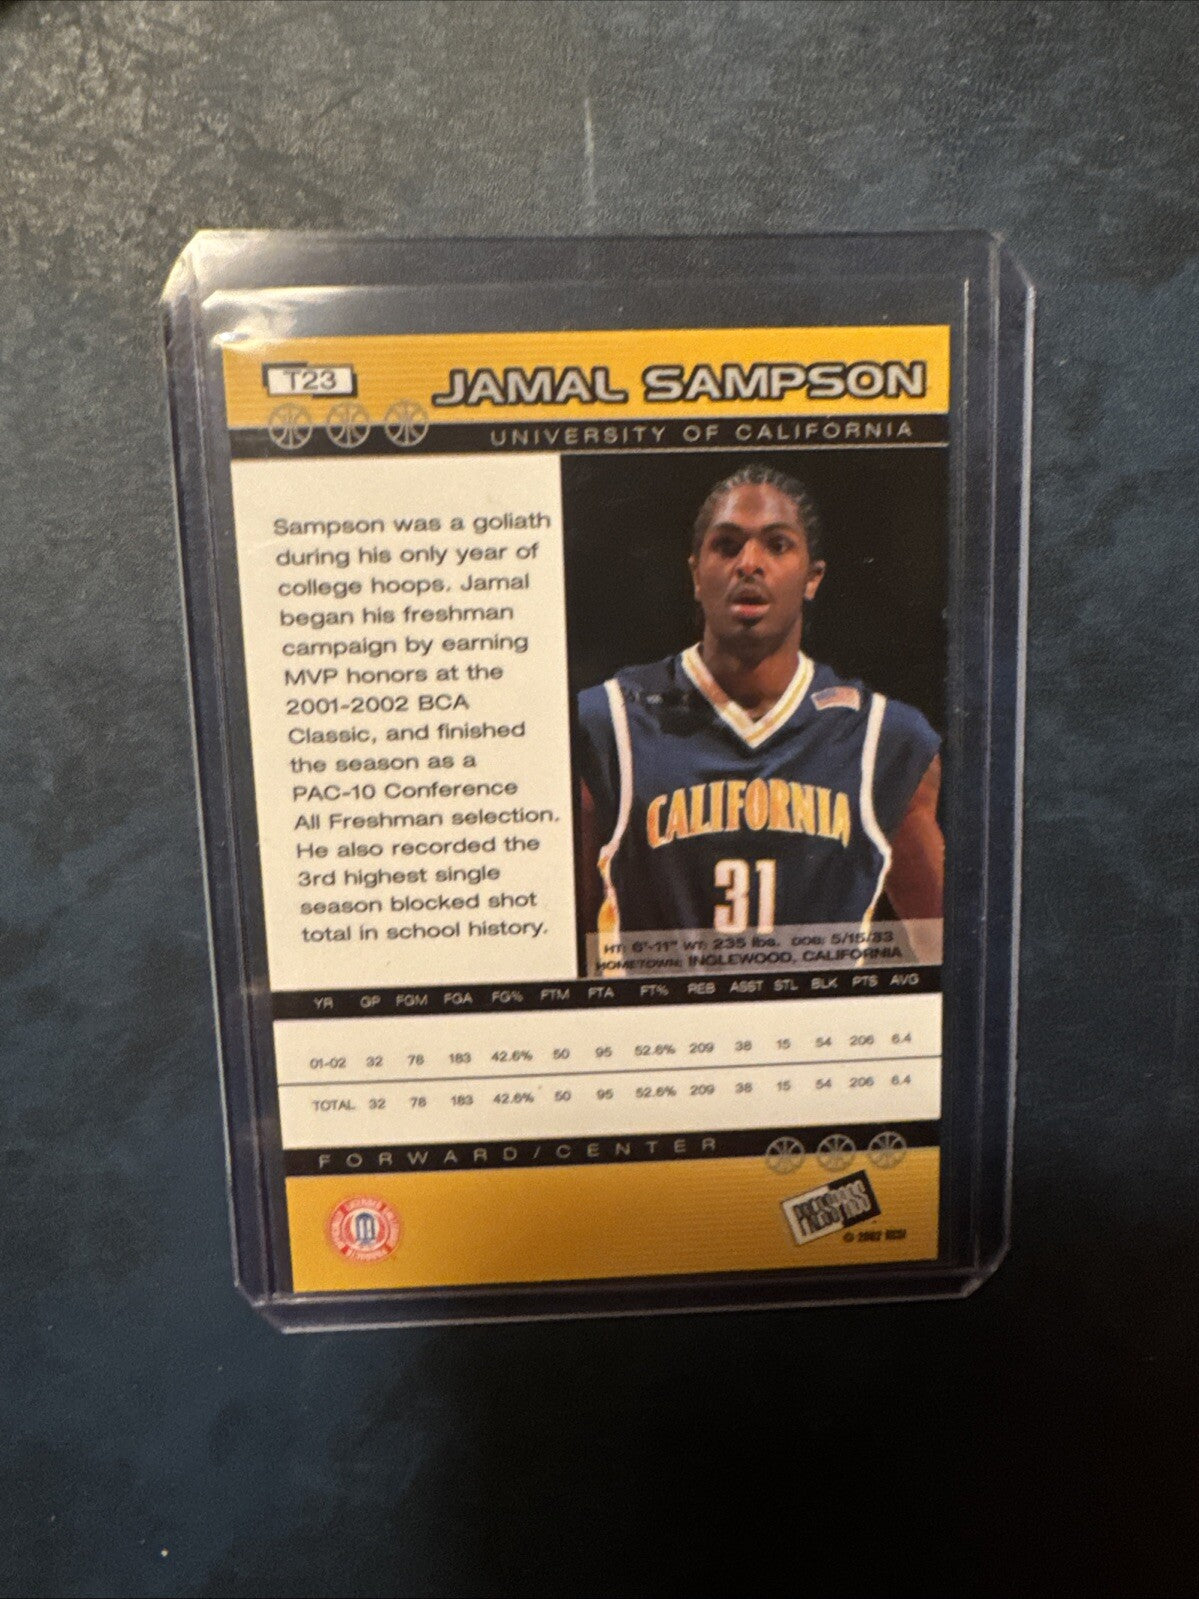 T23
JAMAL SAMPSON
UNIVERSITY OF CALIFORNIA
Sampson was a goliath
during his only year of
college hoops. Jamal
began his freshman
campaign by earning
MVP honors at the
2001-2002 BCA
Classic, and finished
the season as a
PAC-10 Conference
All Freshman selection.
He also recorded the
3rd highest single
season blocked shot
total in school history.
CALIFORNIA
31
HT: 6'-11" WT: 235 lbs. DOB: 5/15/83
HOMETOWN: INGLEWOOD, CALIFORNIA
YR GP FGM FGA FG% FTM FTA FT% REB ASST STL BLK PTS AVG
01-02 32 78 183 42.6% 50 95 52.6% 209 38 15 54 206 6.4
TOTAL 32 78 183 42.6% 50 95 52.6% 209 38 15 54 206 6.4
FORWARD/CENTER
© 2002